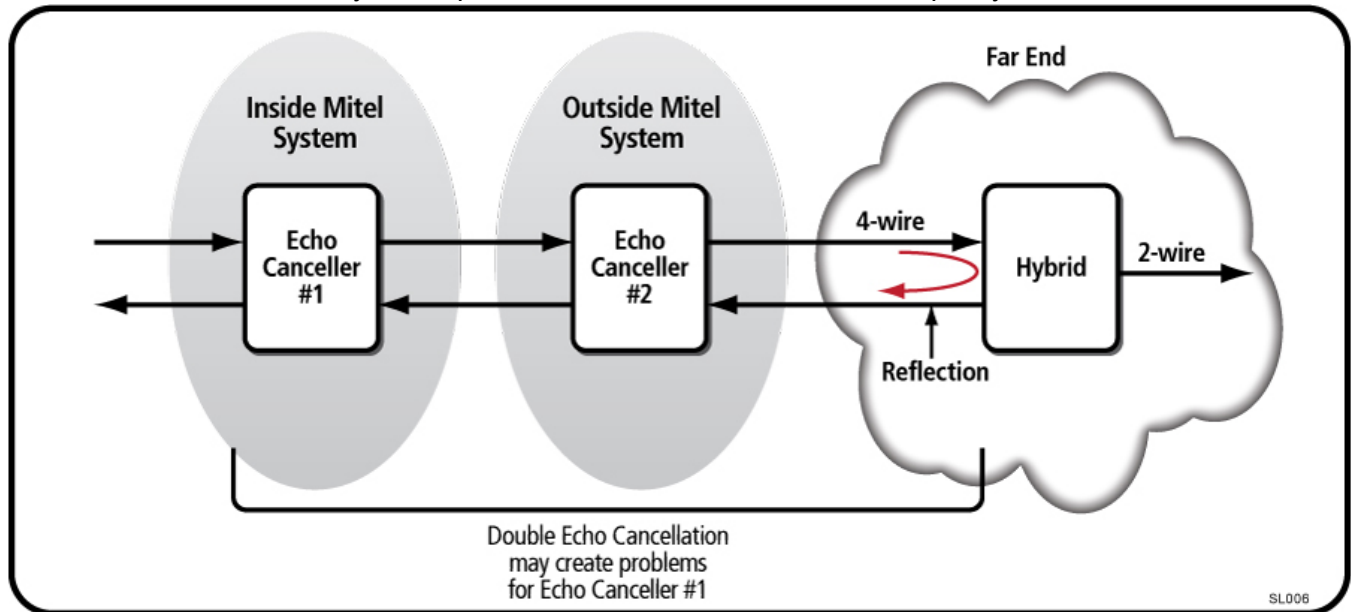 Far End
Inside Mitel
System
Outside Mitel
System
Echo
Canceller
#1
Echo
Canceller
#2
4-wire
Hybrid
2-wire
Reflection
Double Echo Cancellation
may create problems
for Echo Canceller #1
SL006